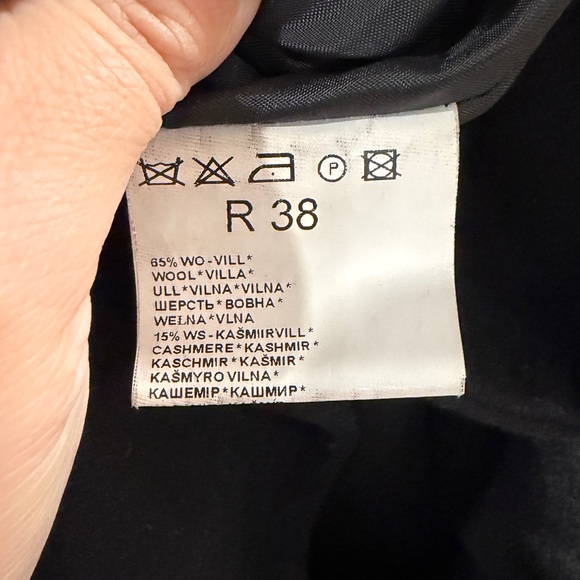 P
R 38
65% WO-VILL*
WOOL*VILLA*
ULL*VILNA*VILNA*
ШЕРСТЬ*ВОВНА*
WEŁNA*VLNA
15% WS-KAŠMIIRVILL*
CASHMERE*KASHMIR*
KASCHMIR*KAŠMIR*
KAŠMYRO VILNA*
КАШЕМІР*КАШМИР*